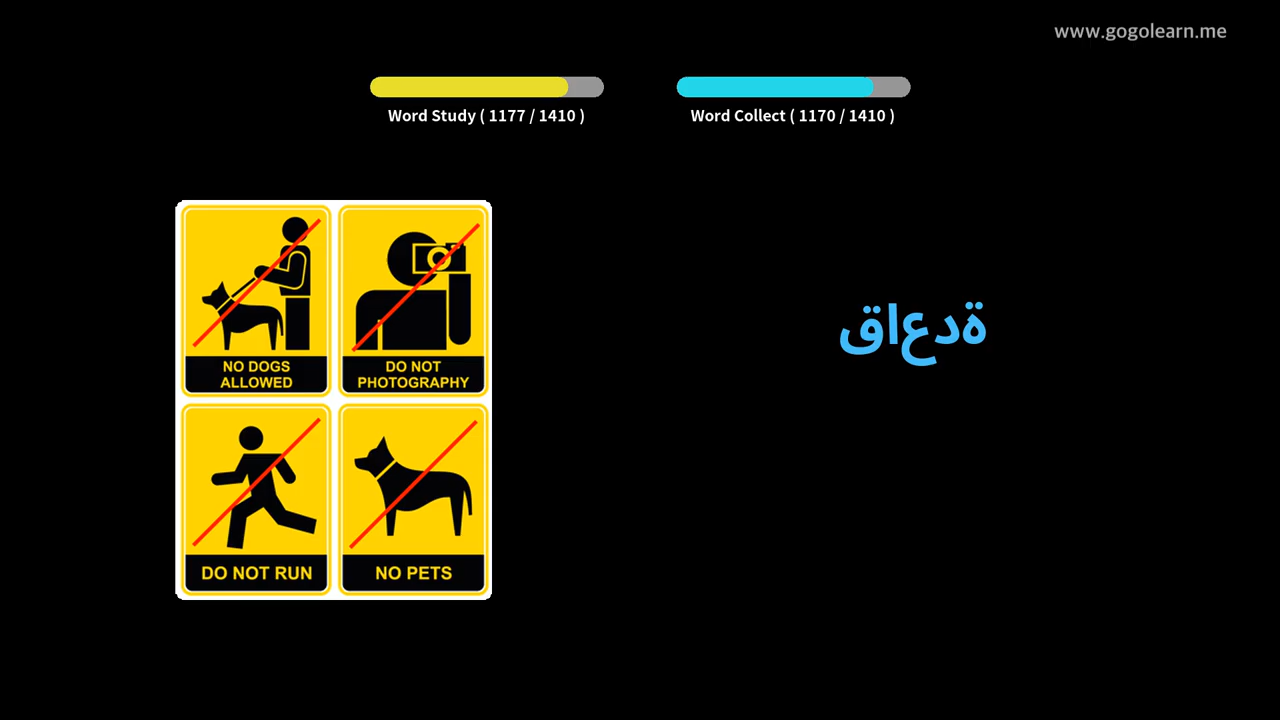 www.gogolearn.me
Word Study ( 1177 / 1410 )
Word Collect ( 1170 / 1410 )
NO DOGS
ALLOWED
DO NOT
PHOTOGRAPHY
DO NOT RUN
NO PETS
قاعدة